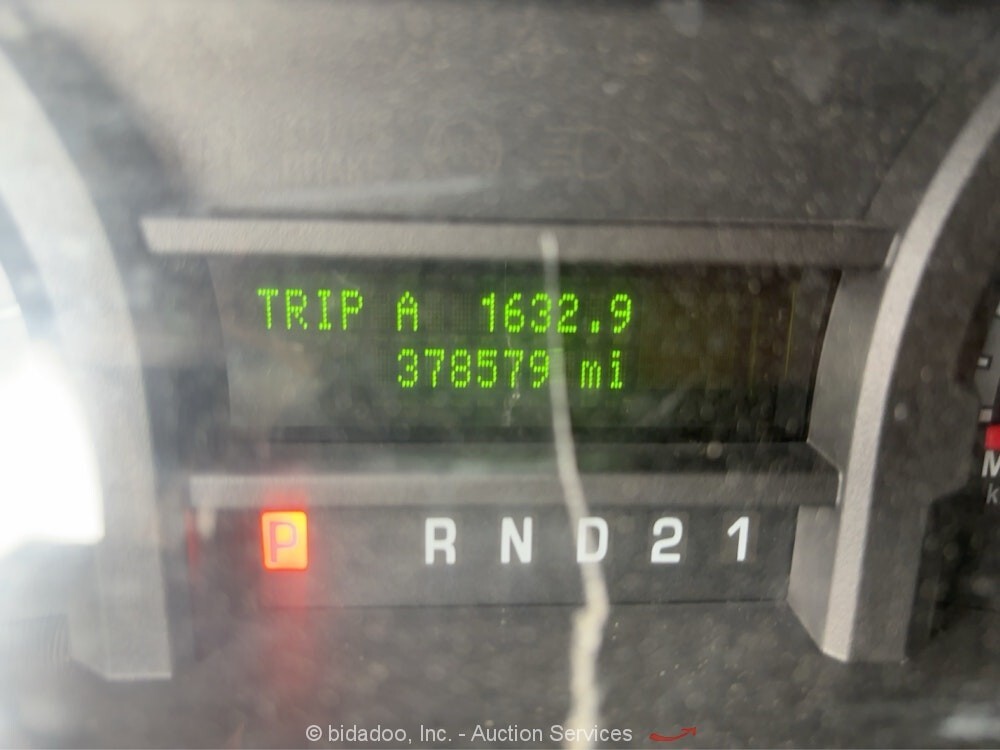 TRIP A 1632.9
378579 mi
P R N D 2 1
M
© bidadoo, Inc. - Auction Services